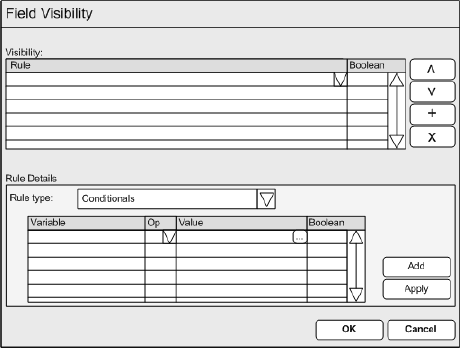 Field Visibility
Visibility:
Rule Boolean
Λ
V
+
X
Rule Details
Rule type: Conditionals
Variable Op Value Boolean
...
Add
Apply
OK Cancel